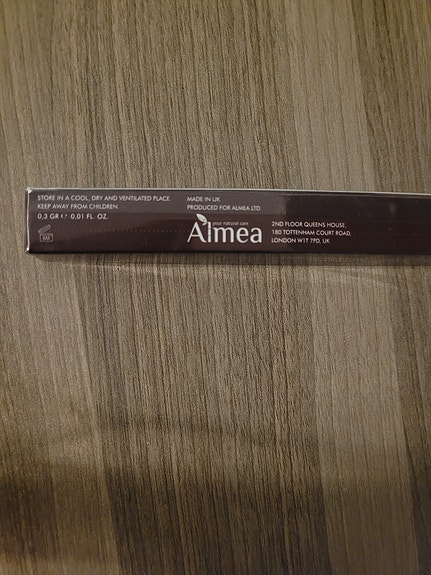 STORE IN A COOL, DRY AND VENTILATED PLACE
KEEP AWAY FROM CHILDREN
0,3 GR 0,01 FL. OZ.
MADE IN UK
PRODUCED FOR ALMEA LTD.
your natural care
Almea
2ND FLOOR QUEENS HOUSE,
180 TOTTENHAM COURT ROAD,
LONDON W1T 7PD, UK